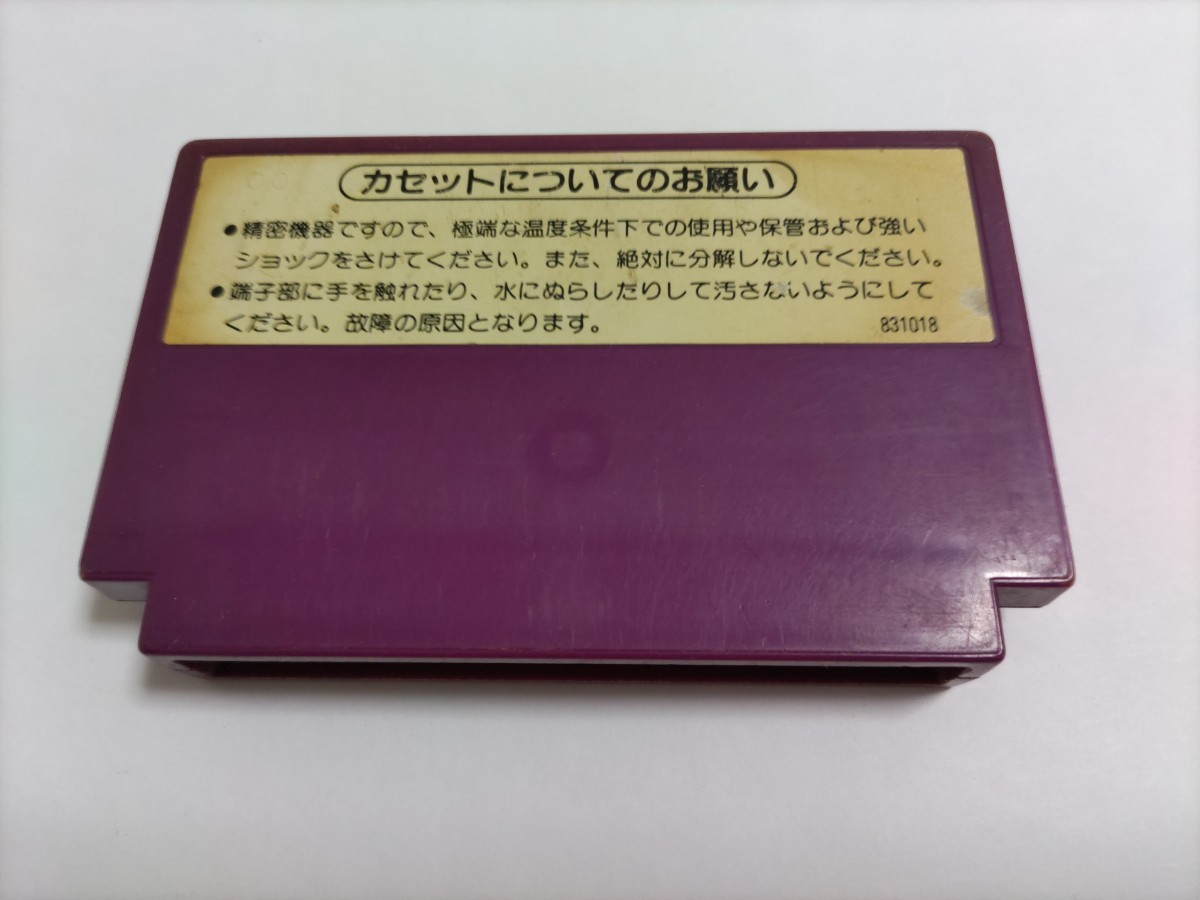 カセットについてのお願い
●精密機器ですので、極端な温度条件下での使用や保管および強い
ショックをさけてください。また、絶対に分解しないでください。
●端子部に手を触れたり、水にぬらしたりして汚さないようにして
ください。故障の原因となります。
831018